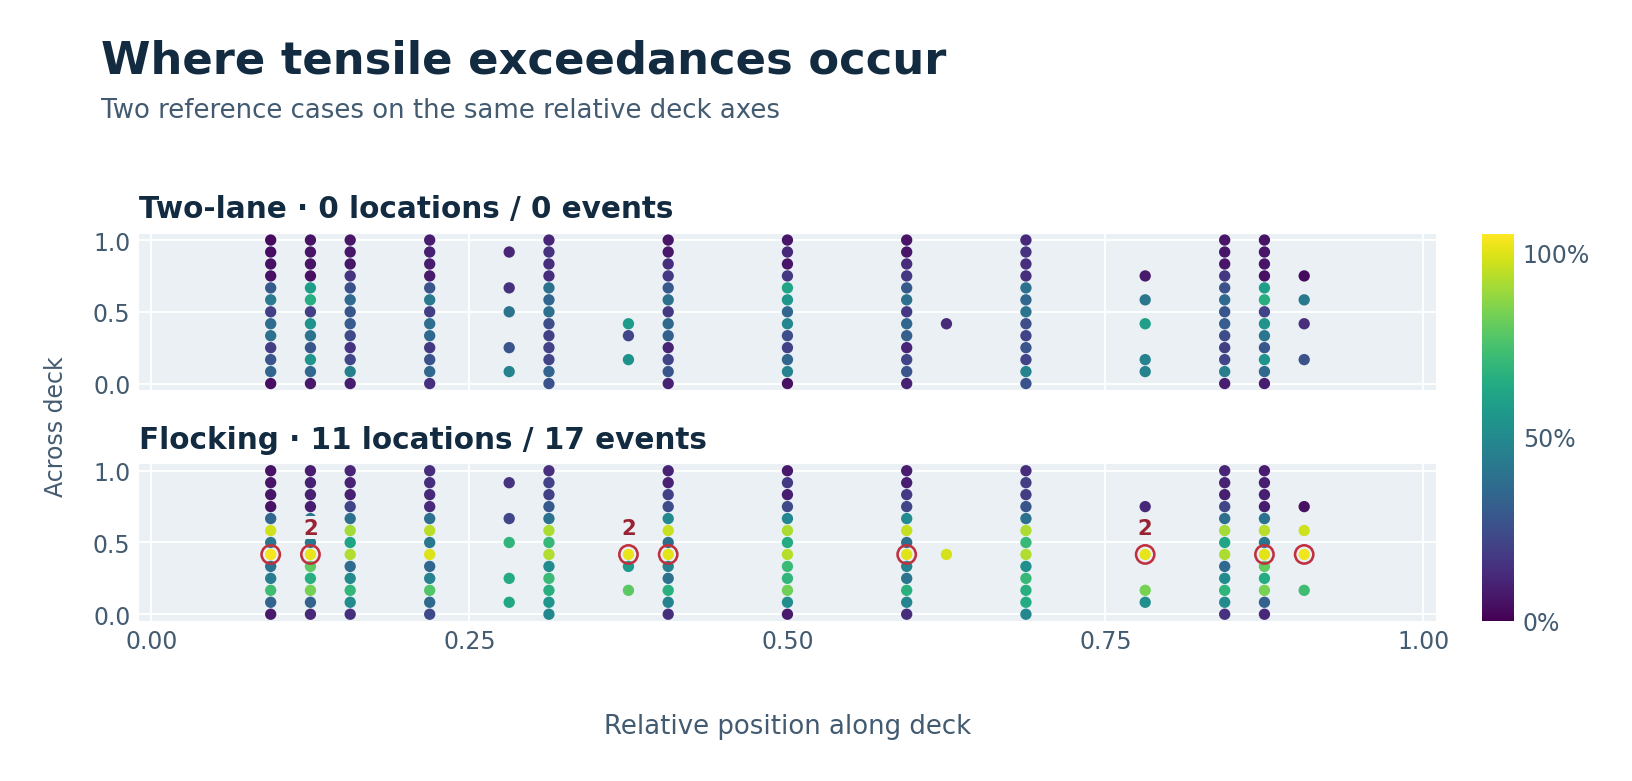 Where tensile exceedances occur
Two reference cases on the same relative deck axes
Two-lane · 0 locations / 0 events
1.0
0.5
0.0
100%
50%
0%
Across deck
Flocking · 11 locations / 17 events
1.0
0.5
0.0
2
2
2
0.00
0.25
0.50
0.75
1.00
Relative position along deck